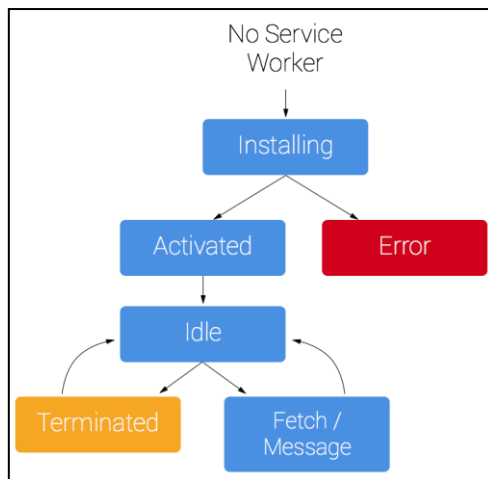 No Service
Worker
Installing
Activated
Error
Idle
Terminated
Fetch /
Message